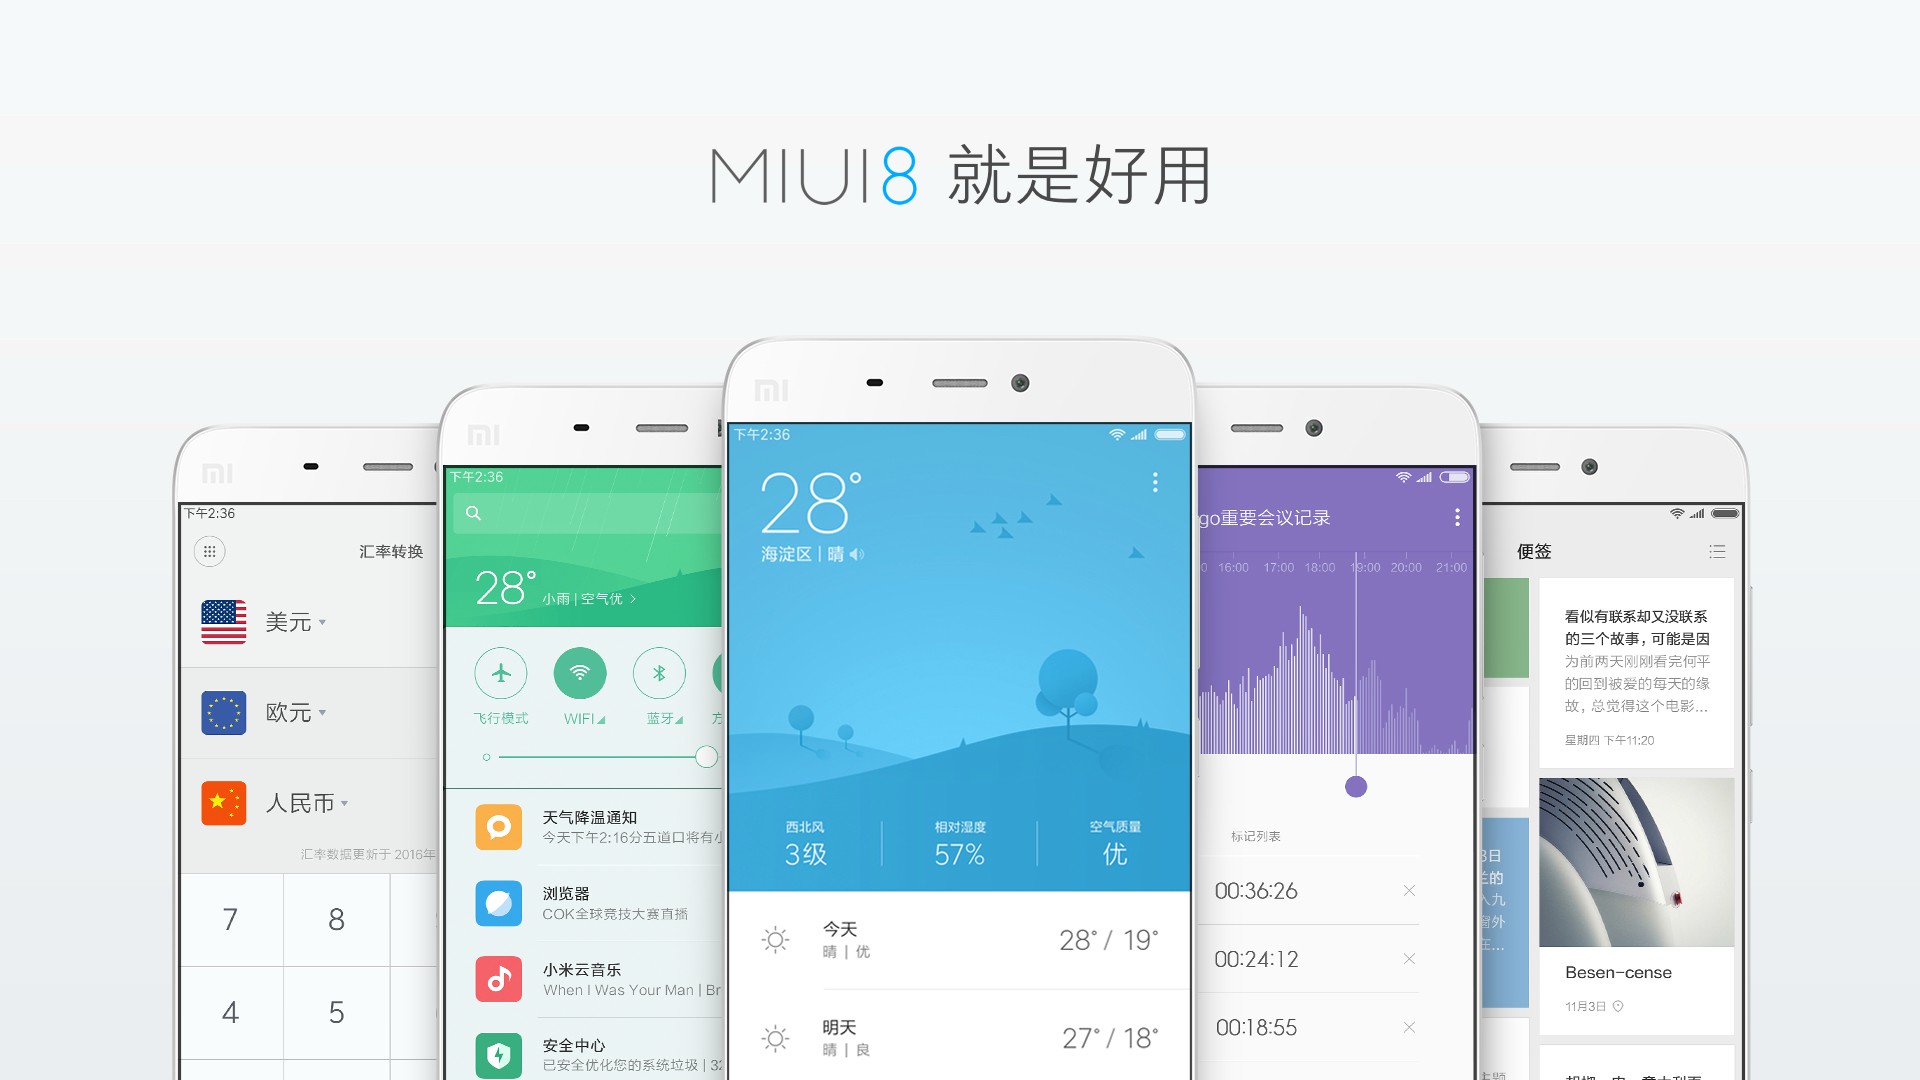 MIUI8 就是好用
下午2:36
汇率转换
美元
欧元
人民币
汇率数据更新于 2016年
7 8
4 5
下午2:36
28°
小雨 | 空气优 >
飞行模式 WIFI 蓝牙
天气降温通知
今天下午2:16分五道口将有
浏览器
COK全球竞技大赛直播
小米云音乐
When I Was Your Man | Br
安全中心
已安全优化您的系统垃圾 | 32
下午2:36
28°
海淀区 | 晴
西北风 相对湿度 空气质量
3级 57% 优
今天
晴 | 优
28° / 19°
明天
晴 | 良
27° / 18°
go重要会议记录
16:00 17:00 18:00 19:00 20:00 21:00
标记列表
00:36:26
00:24:12
00:18:55
便签
看似有联系却又没联系
的三个故事，可能是因
为前两天刚刚看完何平
的回到被爱的每天的缘
故，总觉得这个电影...
星期四 下午11:20
Besen-cense
11月3日